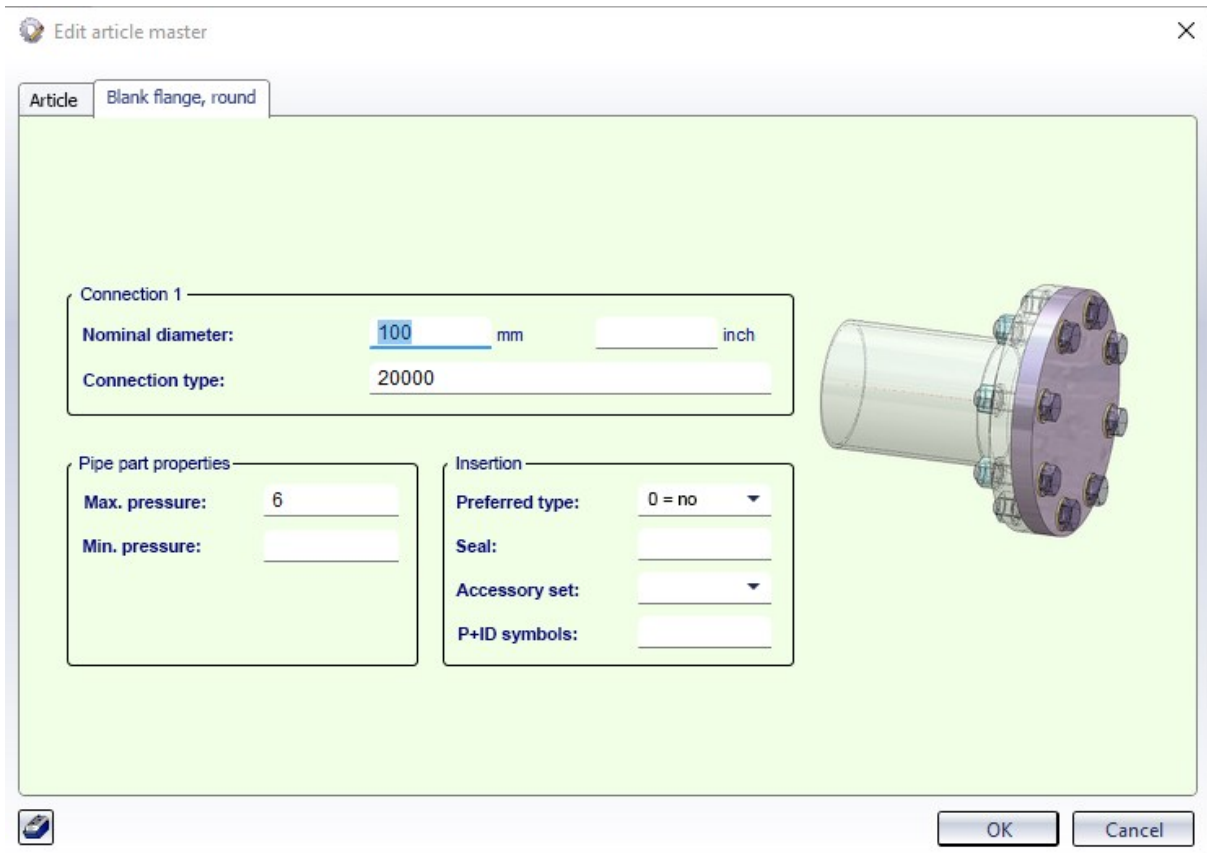 Edit article master
Article Blank flange, round
Connection 1
Nominal diameter: 100 mm inch
Connection type: 20000
Pipe part properties
Max. pressure: 6
Min. pressure:
Insertion
Preferred type: 0 = no
Seal:
Accessory set:
P+ID symbols:
OK Cancel